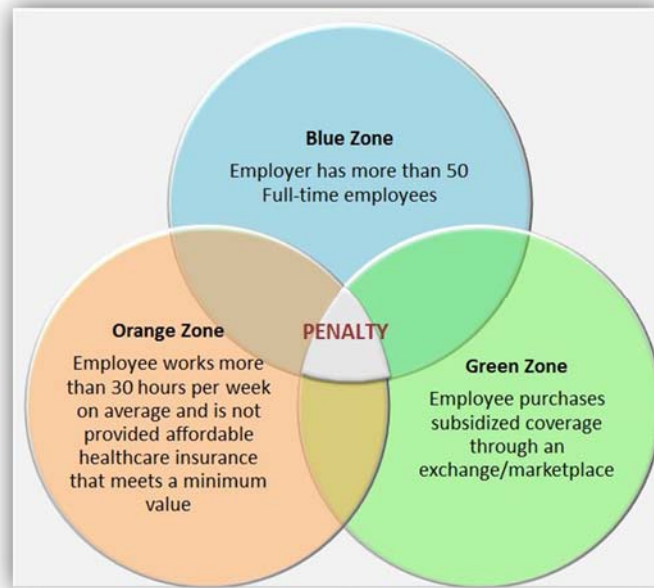 Blue Zone
Employer has more than 50
Full-time employees
PENALTY
Orange Zone
Employee works more
than 30 hours per week
on average and is not
provided affordable
healthcare insurance
that meets a minimum
value
Green Zone
Employee purchases
subsidized coverage
through an
exchange/marketplace